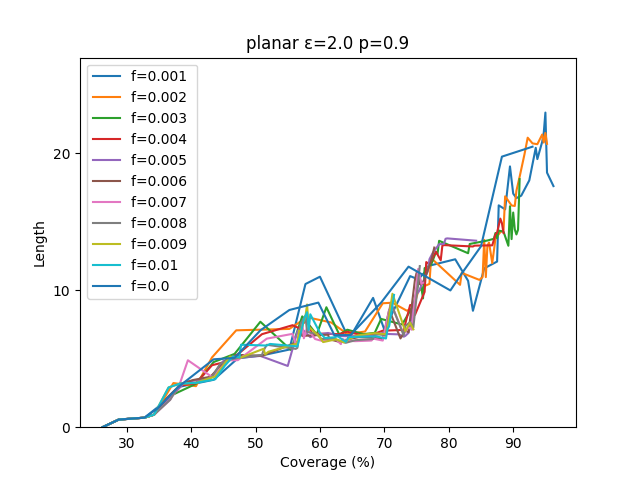 planar ε=2.0 p=0.9
f=0.001
f=0.002
f=0.003
f=0.004
f=0.005
f=0.006
f=0.007
f=0.008
f=0.009
f=0.01
f=0.0
Length
20
10
0
30 40 50 60 70 80 90
Coverage (%)